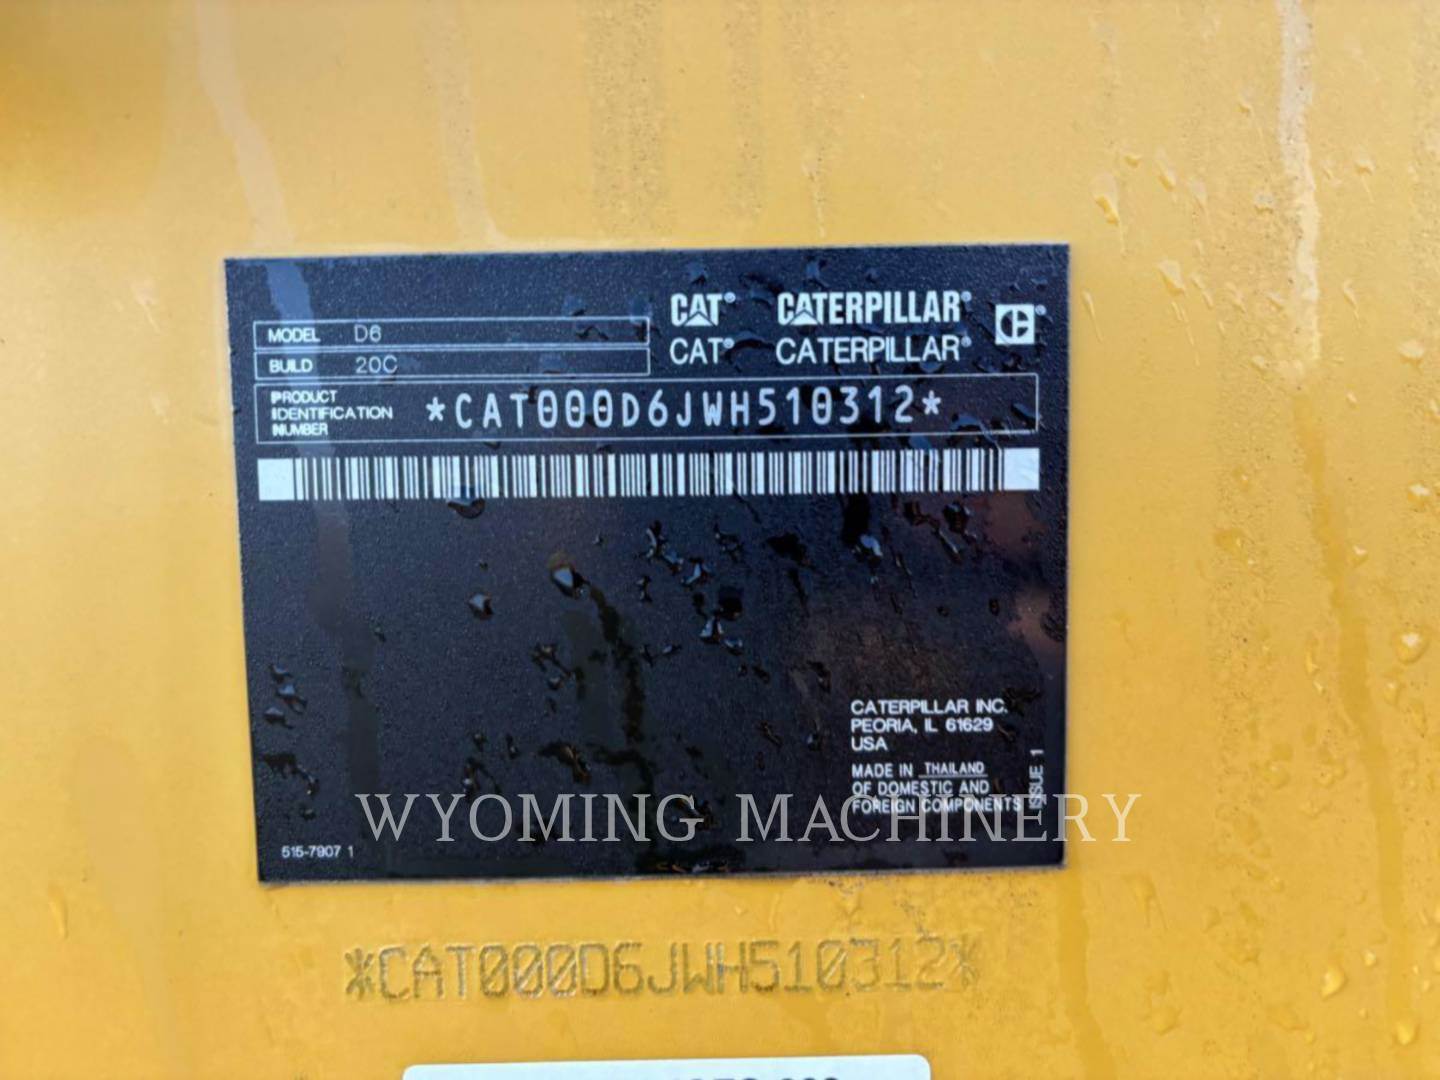 CAT® CATERPILLAR®
CAT® CATERPILLAR®
MODEL D6
BUILD 20C
PRODUCT
IDENTIFICATION
NUMBER
*CAT000D6JWH510312*
CATERPILLAR INC.
PEORIA, IL 61629
USA
MADE IN THAILAND
OF DOMESTIC AND
FOREIGN COMPONENTS
ISSUE 1
WYOMING MACHINERY
515-7907 1
*CAT000D6JWH510312*